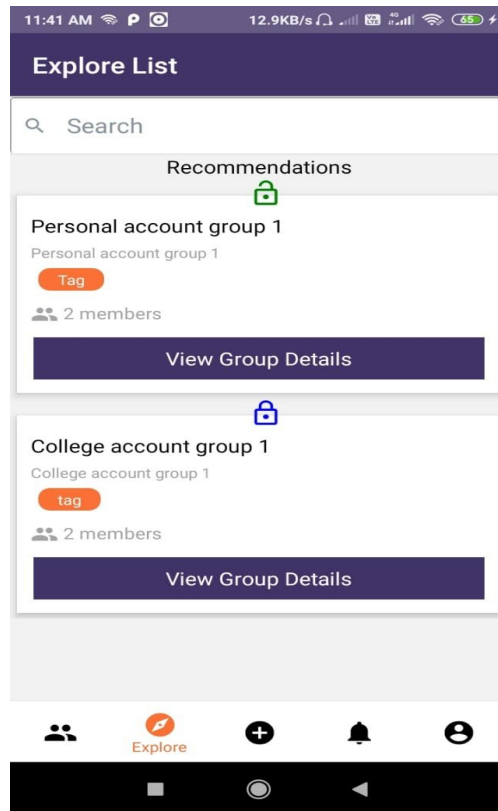 11:41 AM 12.9KB/s 4G 65
Explore List
Search
Recommendations
Personal account group 1
Personal account group 1
Tag
2 members
View Group Details
College account group 1
College account group 1
tag
2 members
View Group Details
Explore